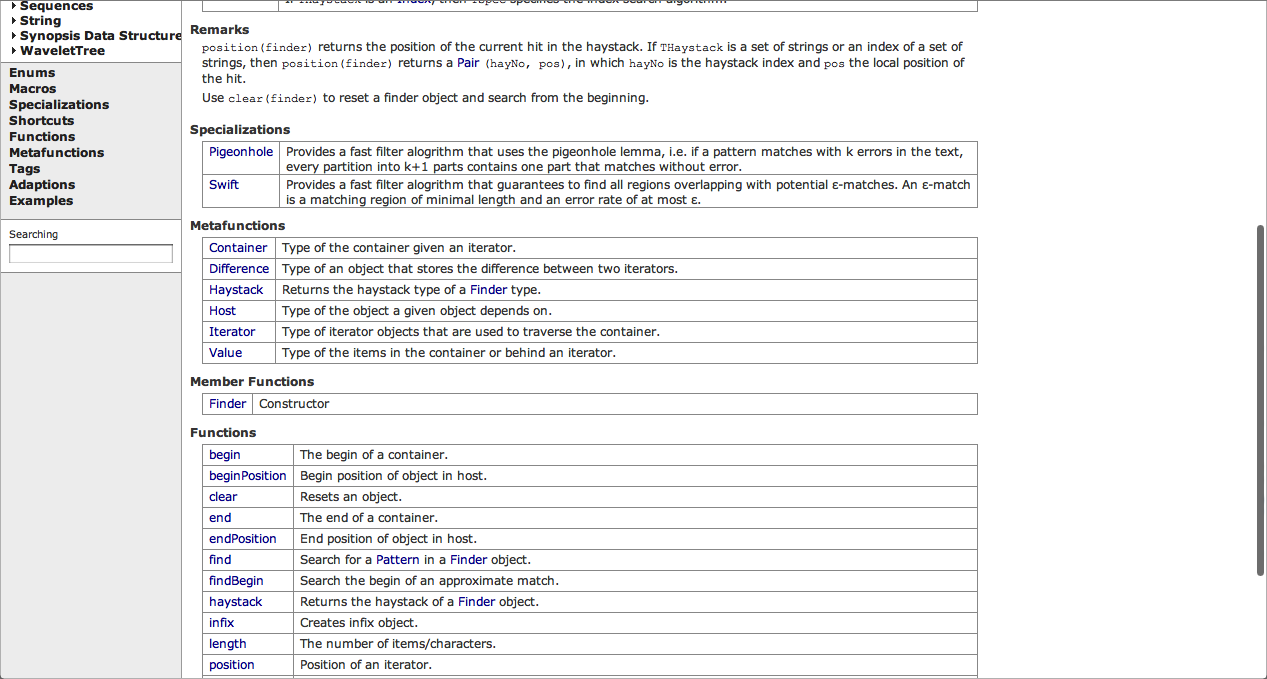 Sequences
String
Synopsis Data Structure
WaveletTree
Enums
Macros
Specializations
Shortcuts
Functions
Metafunctions
Tags
Adaptions
Examples
Searching
If THaystack is an Index, then TSpec specifies the index search algorithm.
Remarks
position(finder) returns the position of the current hit in the haystack. If THaystack is a set of strings or an index of a set of
strings, then position(finder) returns a Pair (hayNo, pos), in which hayNo is the haystack index and pos the local position of
the hit.
Use clear(finder) to reset a finder object and search from the beginning.
Specializations
Pigeonhole Provides a fast filter alogrithm that uses the pigeonhole lemma, i.e. if a pattern matches with k errors in the text,
every partition into k+1 parts contains one part that matches without error.
Swift Provides a fast filter alogrithm that guarantees to find all regions overlapping with potential ε-matches. An ε-match
is a matching region of minimal length and an error rate of at most ε.
Metafunctions
Container Type of the container given an iterator.
Difference Type of an object that stores the difference between two iterators.
Haystack Returns the haystack type of a Finder type.
Host Type of the object a given object depends on.
Iterator Type of iterator objects that are used to traverse the container.
Value Type of the items in the container or behind an iterator.
Member Functions
Finder Constructor
Functions
begin The begin of a container.
beginPosition Begin position of object in host.
clear Resets an object.
end The end of a container.
endPosition End position of object in host.
find Search for a Pattern in a Finder object.
findBegin Search the begin of an approximate match.
haystack Returns the haystack of a Finder object.
infix Creates infix object.
length The number of items/characters.
position Position of an iterator.